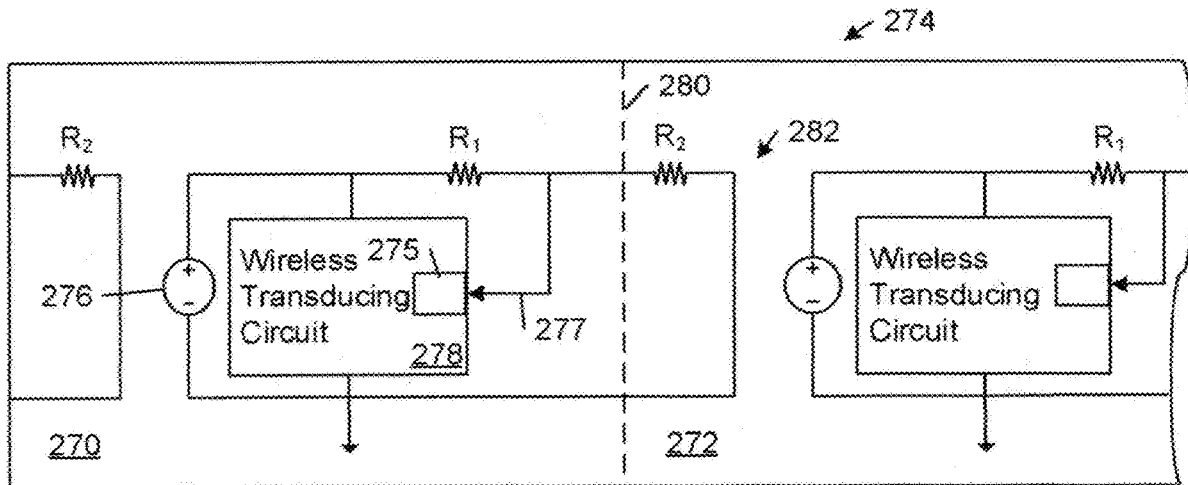 274
280
R₂
R₁
R₂
282
R₁
276
+
−
Wireless
Transducing
Circuit
275
277
278
+
−
Wireless
Transducing
Circuit
270
272